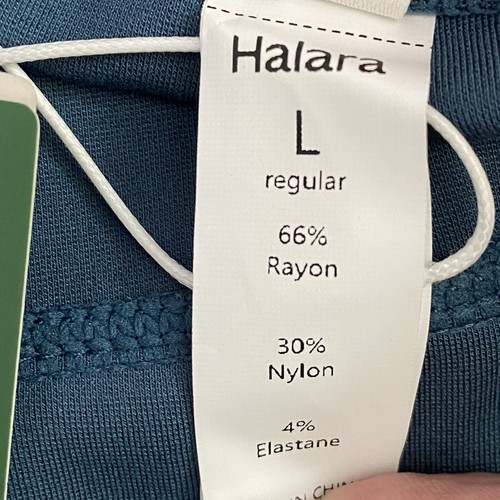 Halara
L
regular
66%
Rayon
30%
Nylon
4%
Elastane